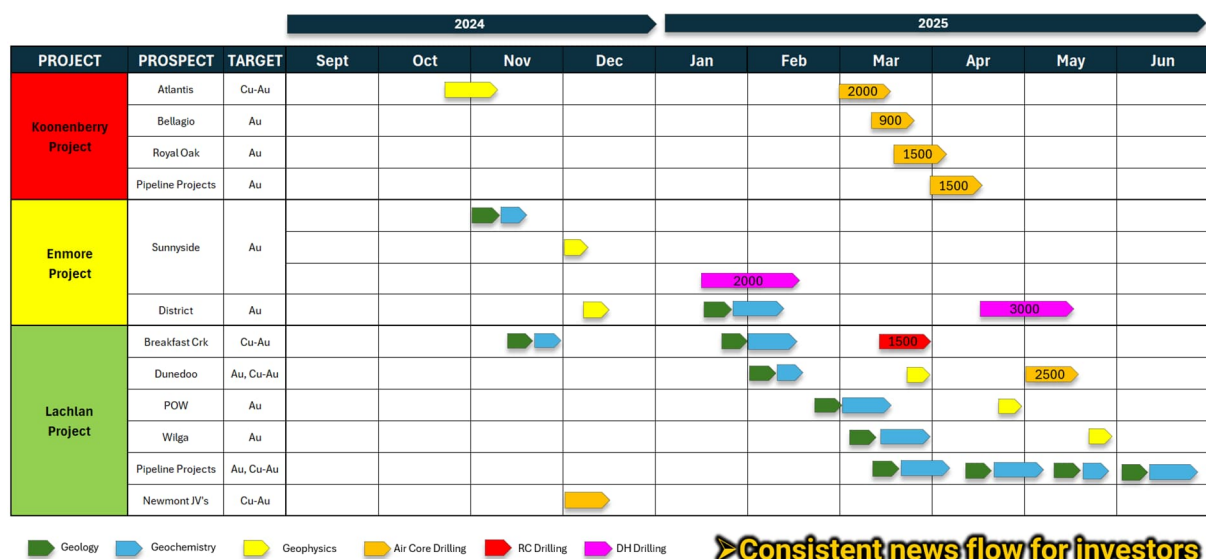 2024 2025
PROJECT PROSPECT TARGET Sept Oct Nov Dec Jan Feb Mar Apr May Jun
Koonenberry Project
Atlantis Cu-Au 2000
Bellagio Au 900
Royal Oak Au 1500
Pipeline Projects Au 1500
Enmore Project
Sunnyside Au
2000
District Au 3000
Lachlan Project
Breakfast Crk Cu-Au 1500
Dunedoo Au, Cu-Au 2500
POW Au
Wilga Au
Pipeline Projects Au, Cu-Au
Newmont JV's Cu-Au
Geology Geochemistry Geophysics Air Core Drilling RC Drilling DH Drilling
➢Consistent news flow for investors